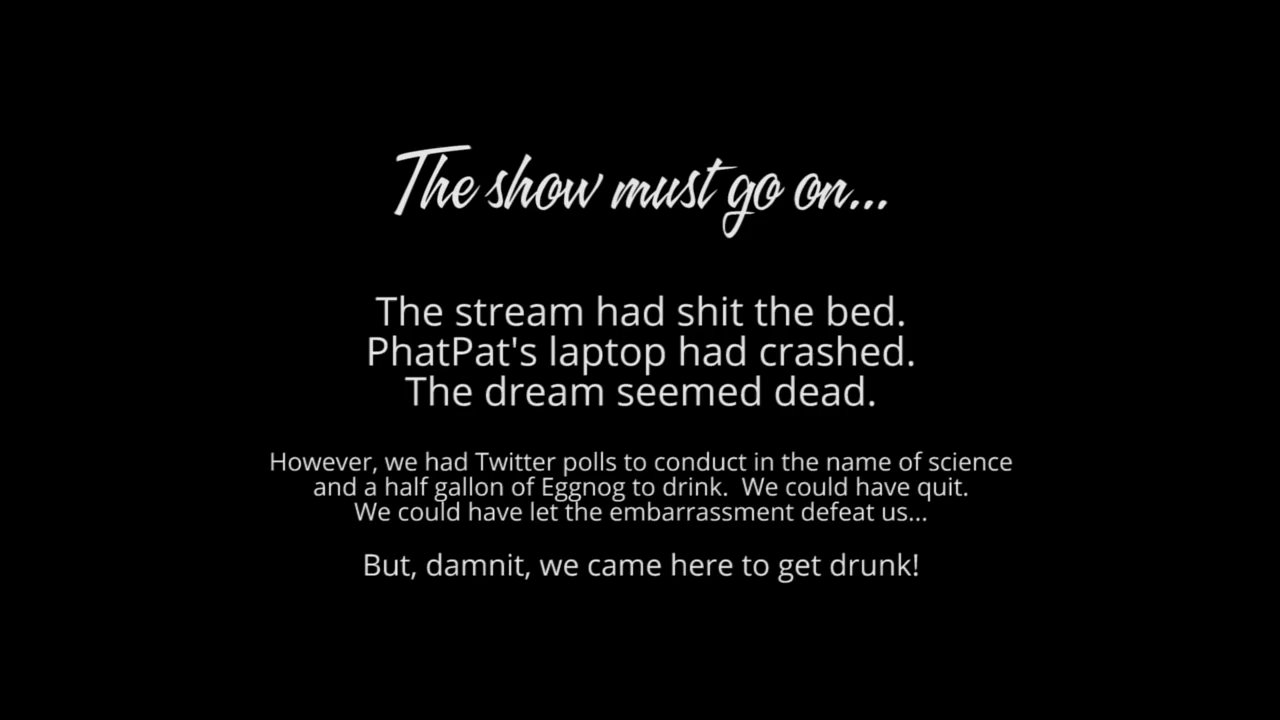 The show must go on...
The stream had shit the bed.
PhatPat's laptop had crashed.
The dream seemed dead.
However, we had Twitter polls to conduct in the name of science
and a half gallon of Eggnog to drink.  We could have quit.
We could have let the embarrassment defeat us...
But, damnit, we came here to get drunk!